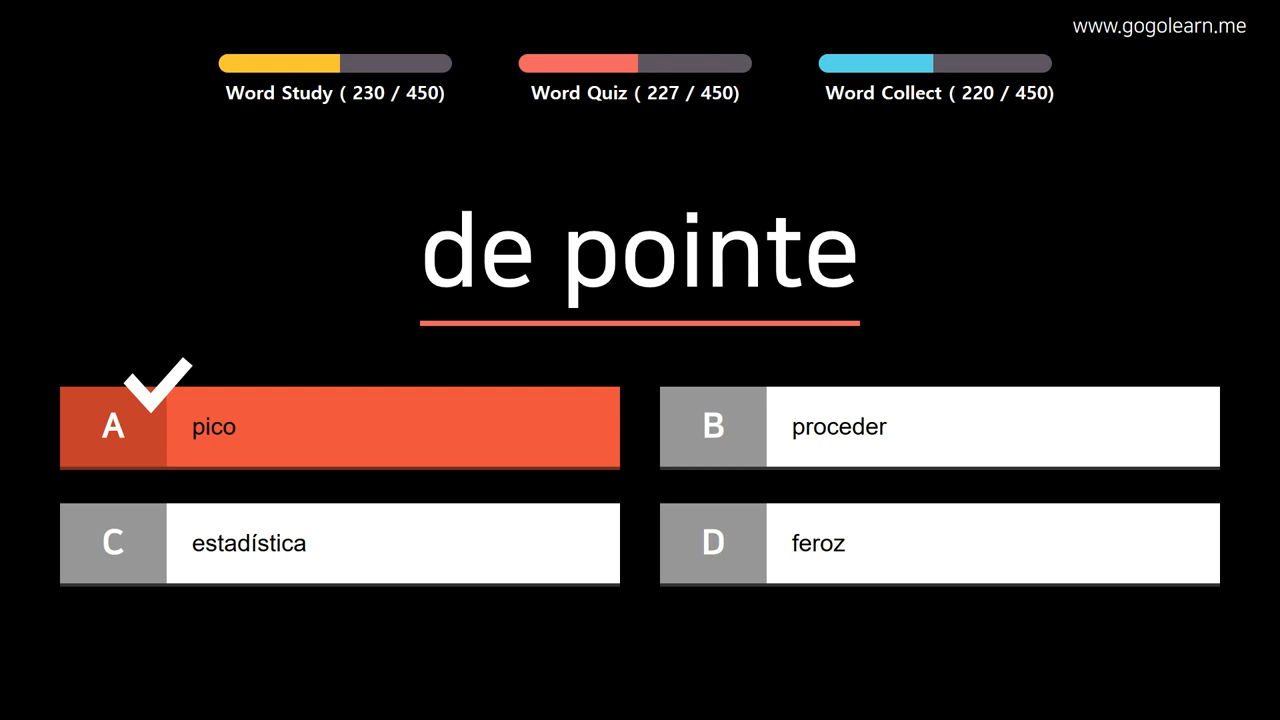 www.gogolearn.me
Word Study ( 230 / 450)
Word Quiz ( 227 / 450)
Word Collect ( 220 / 450)
de pointe
A pico
B proceder
C estadística
D feroz